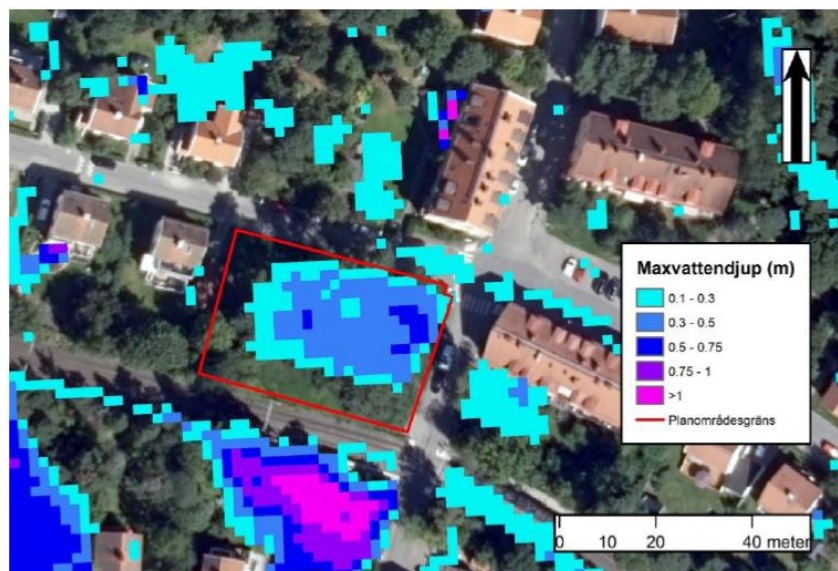 Maxvattendjup (m)
0.1 - 0.3
0.3 - 0.5
0.5 - 0.75
0.75 - 1
>1
Planområdesgräns
0 20 40 meter